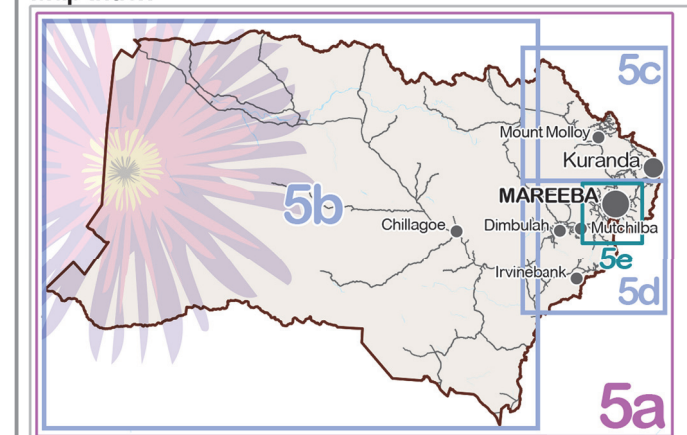 5c
Mount Molloy
Kuranda
5b
MAREEBA
Chillagoe
Dimbulah
Mutchilba
5e
Irvinebank
5d
5a